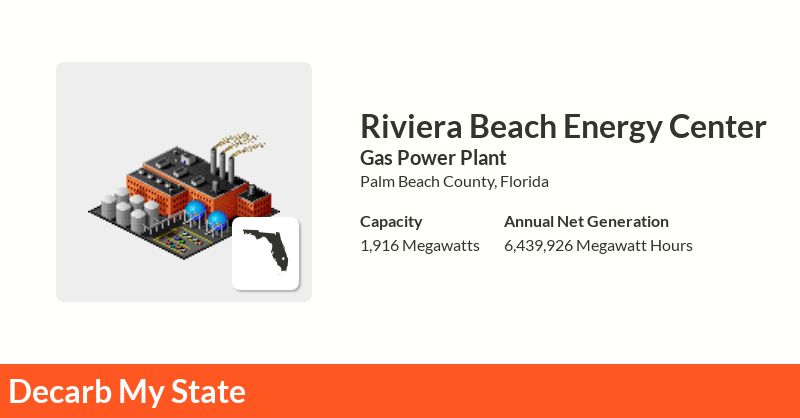 Riviera Beach Energy Center
Gas Power Plant
Palm Beach County, Florida
Capacity
1,916 Megawatts
Annual Net Generation
6,439,926 Megawatt Hours
Decarb My State